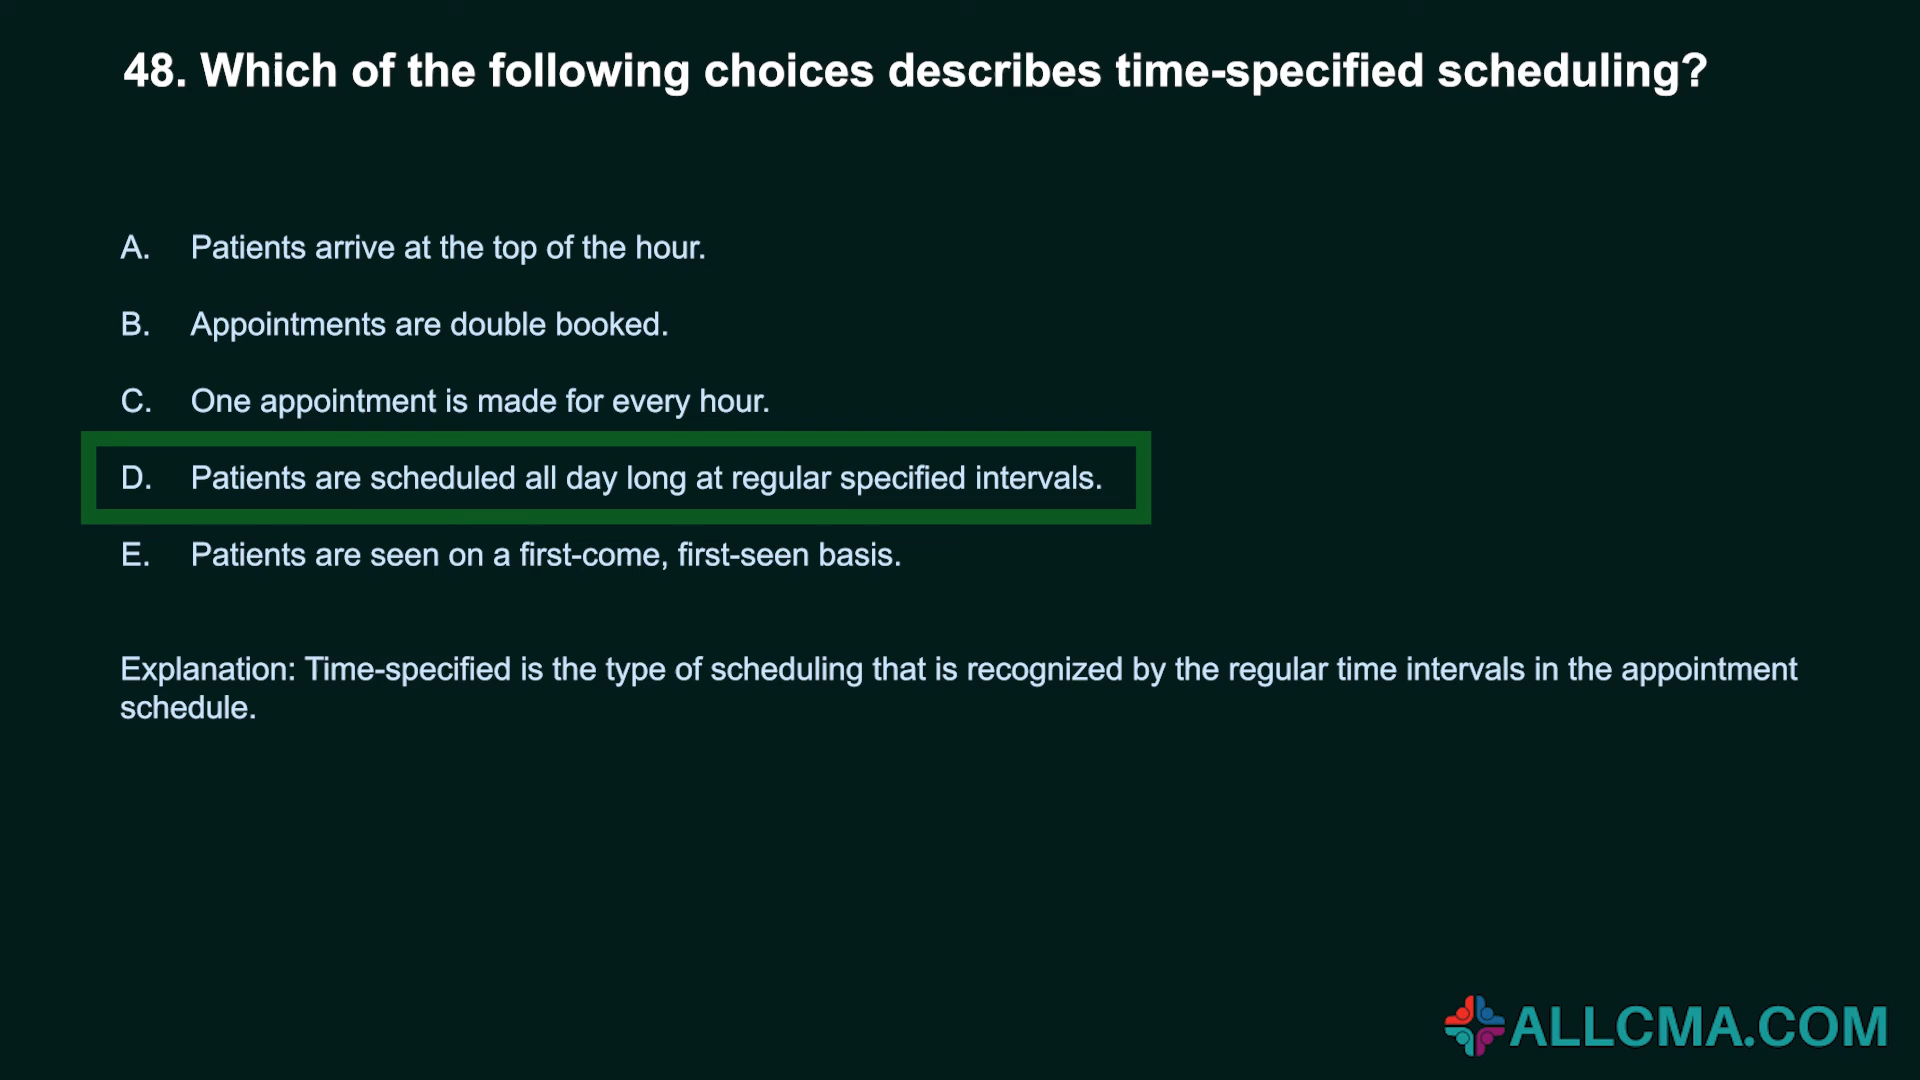 48. Which of the following choices describes time-specified scheduling?
A. Patients arrive at the top of the hour.
B. Appointments are double booked.
C. One appointment is made for every hour.
D. Patients are scheduled all day long at regular specified intervals.
E. Patients are seen on a first-come, first-seen basis.
Explanation: Time-specified is the type of scheduling that is recognized by the regular time intervals in the appointment
schedule.
ALLCMA.COM